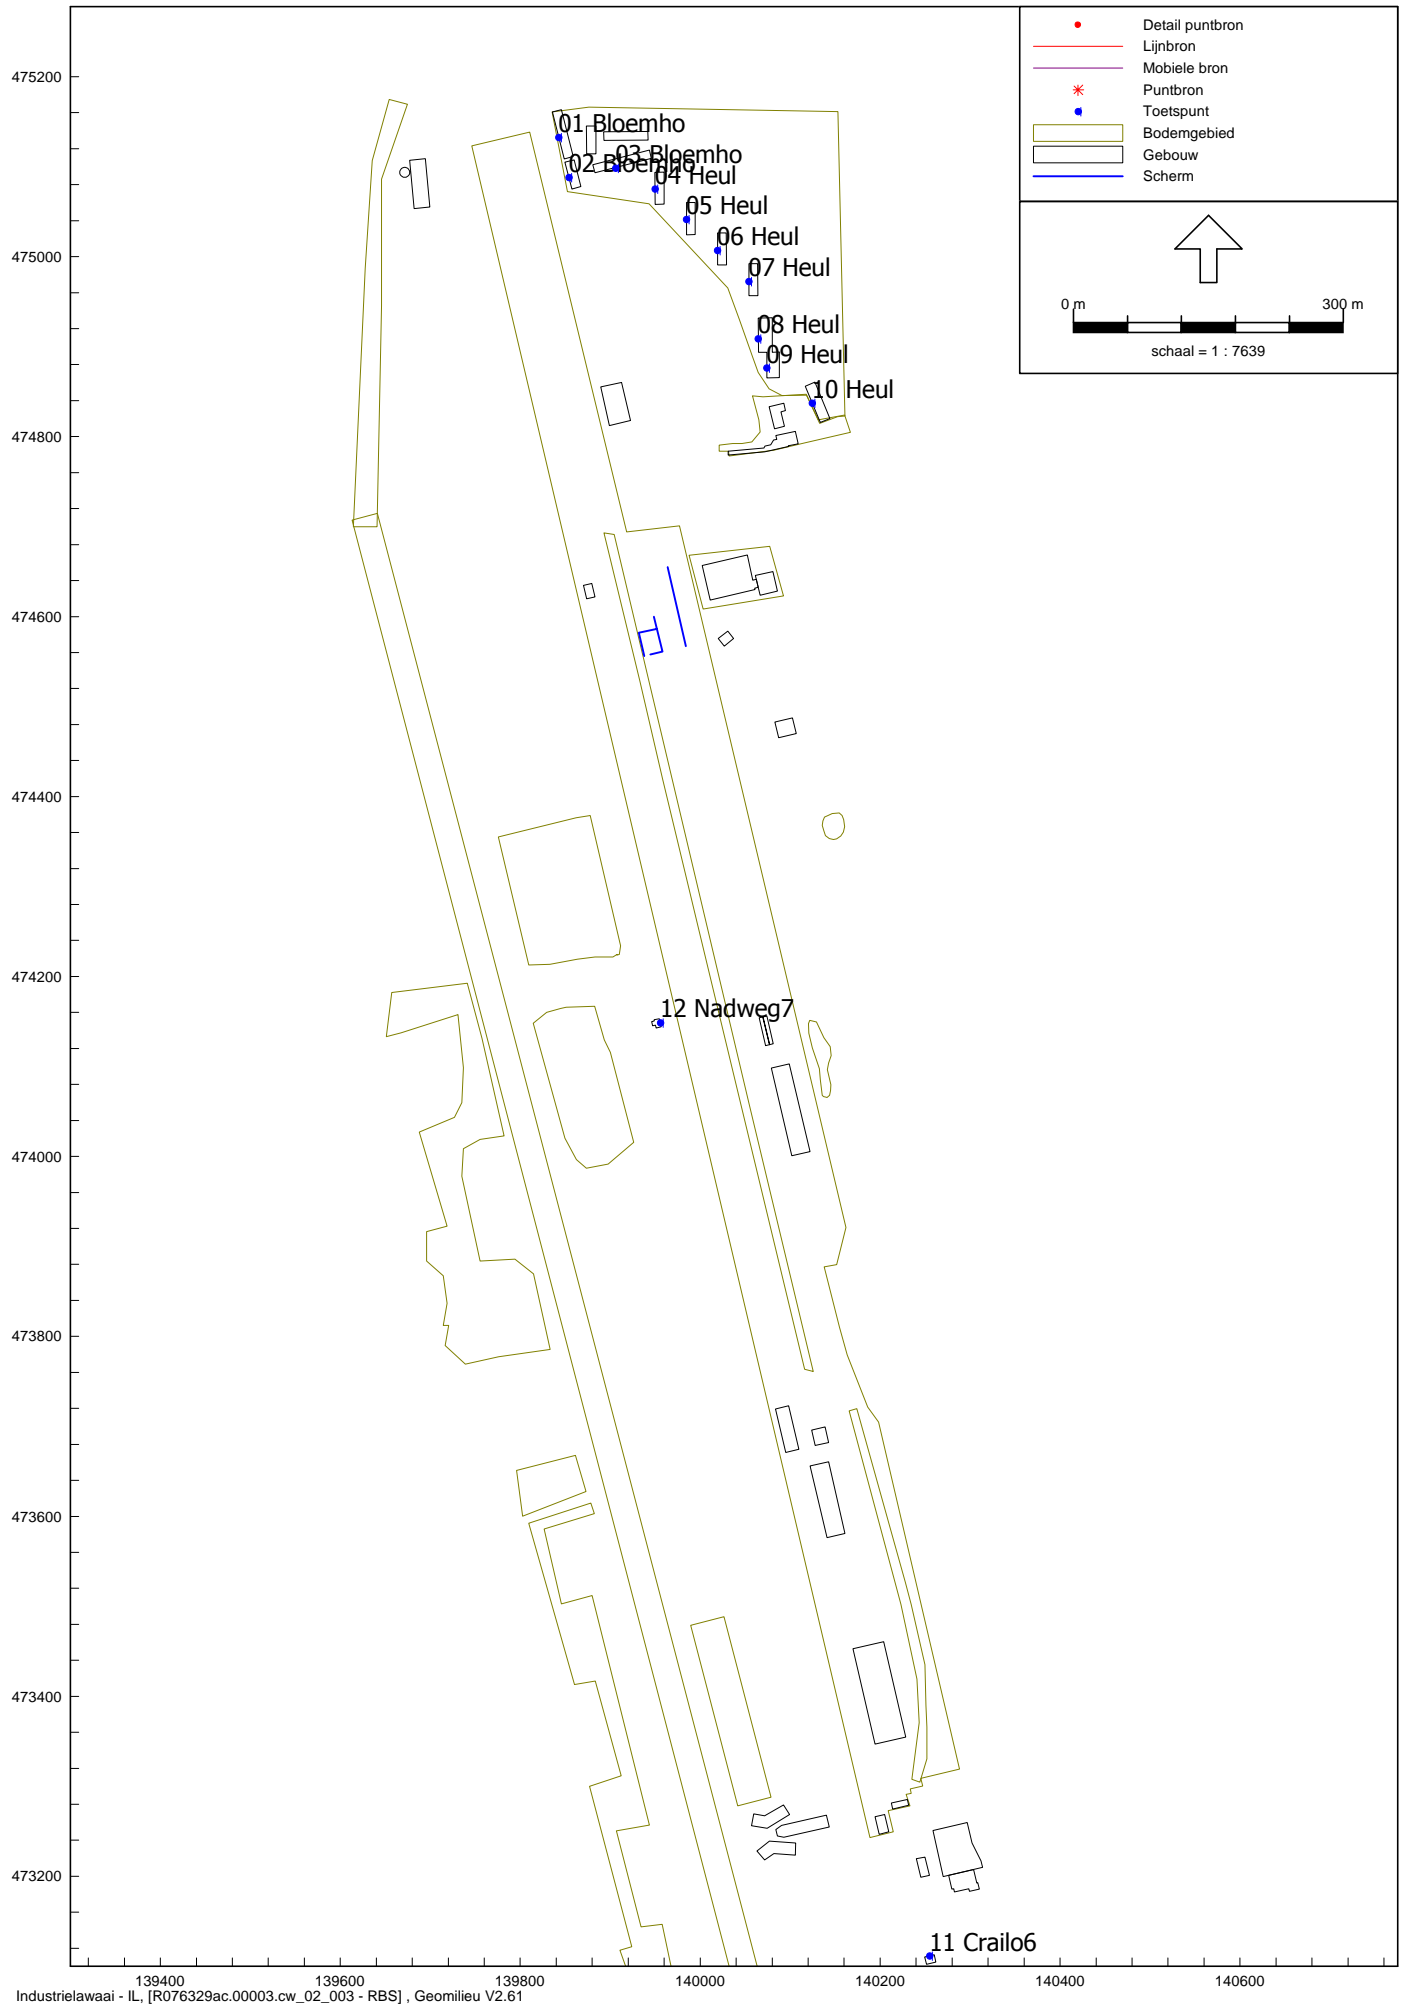 Detail puntbron
Lijnbron
Mobiele bron
Puntbron
Toetspunt
Bodemgebied
Gebouw
Scherm
0 m
300 m
schaal = 1 : 7639
475200
01 Bloemho
03 Bloemho
02 Bloemho
04 Heul
05 Heul
06 Heul
475000
07 Heul
08 Heul
09 Heul
10 Heul
474800
474600
474400
474200
12 Nadweg7
474000
473800
473600
473400
473200
11 Crailo6
139400
139600
139800
140000
140200
140400
140600
Industrielawaai - IL, [R076329ac.00003.cw_02_003 - RBS] , Geomilieu V2.61